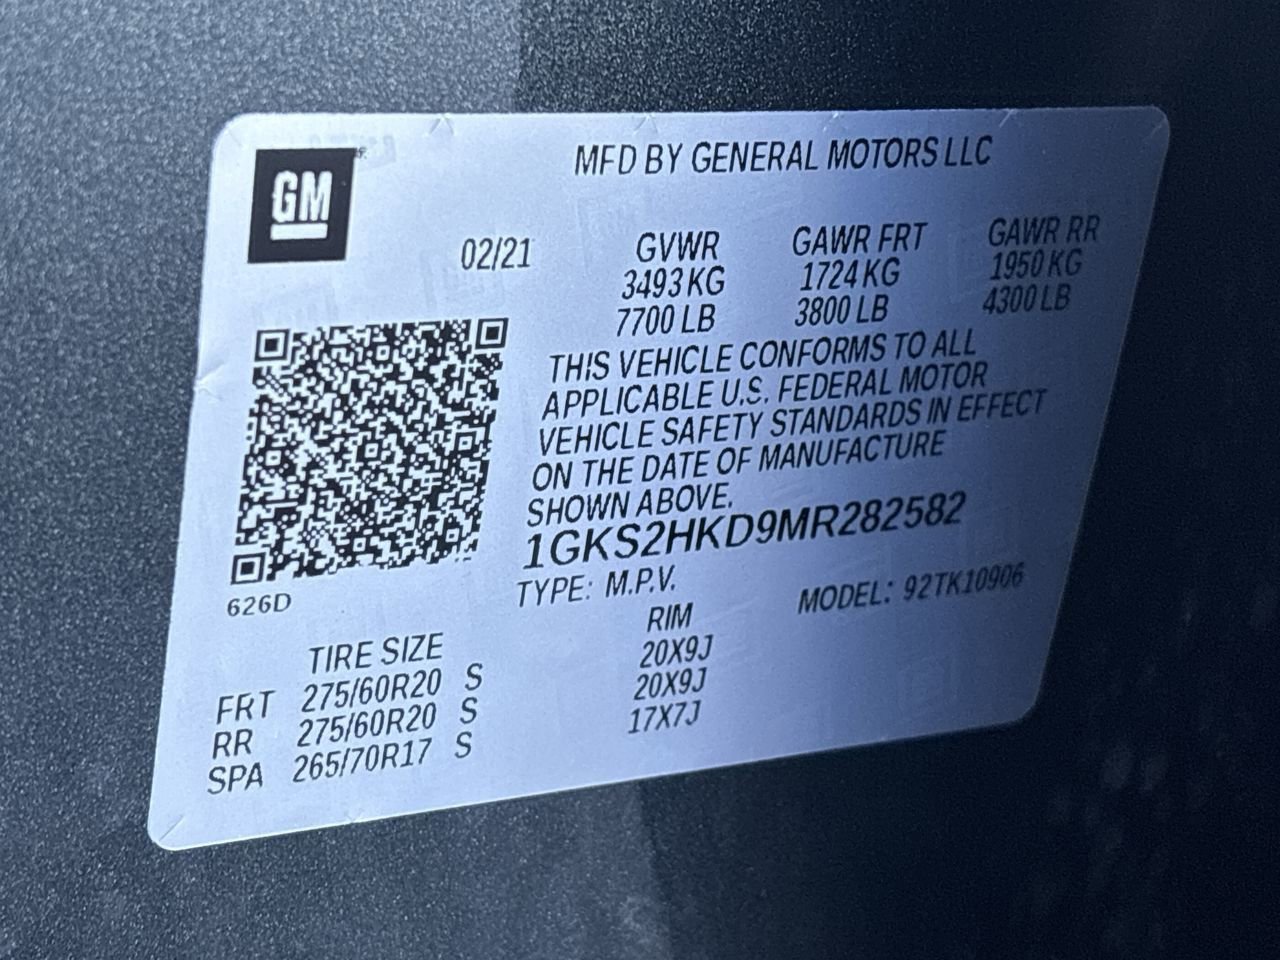 GM
MFD BY GENERAL MOTORS LLC
02/21
GVWR
3493 KG
7700 LB
GAWR FRT
1724 KG
3800 LB
GAWR RR
1950 KG
4300 LB
THIS VEHICLE CONFORMS TO ALL
APPLICABLE U.S. FEDERAL MOTOR
VEHICLE SAFETY STANDARDS IN EFFECT
ON THE DATE OF MANUFACTURE
SHOWN ABOVE.
1GKS2HKD9MR282582
TYPE: M.P.V.
MODEL: 92TK10906
626D
TIRE SIZE RIM
FRT 275/60R20 S 20X9J
RR 275/60R20 S 20X9J
SPA 265/70R17 S 17X7J